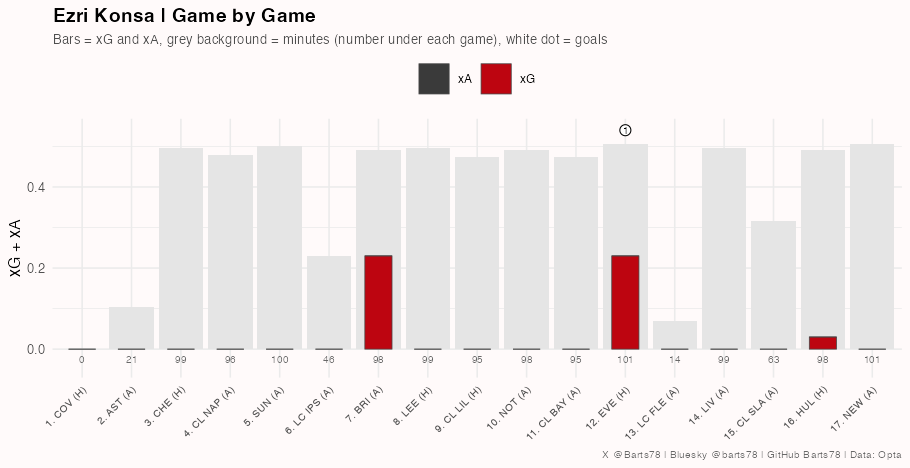 Ezri Konsa | Game by Game
Bars = xG and xA, grey background = minutes (number under each game), white dot = goals
xA xG
1
xG + xA
0.4
0.2
0.0
0 21 99 96 100 46 98 99 95 98 95 101 14 99 63 98 101
1. COV (H)
2. AST (A)
3. CHE (H)
4. CL NAP (A)
5. SUN (A)
6. LC IPS (A)
7. BRI (A)
8. LEE (H)
9. CL LIL (H)
10. NOT (A)
11. CL BAY (A)
12. EVE (H)
13. LC FLE (A)
14. LIV (A)
15. CL SLA (A)
16. HUL (H)
17. NEW (A)
X @Barts78 | Bluesky @barts78 | GitHub Barts78 | Data: Opta